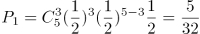 P_1 = C_5^3 (\frac{1}{2})^3 (\frac{1}{2})^{5-3} \frac{1}{2} = \frac{5}{32}